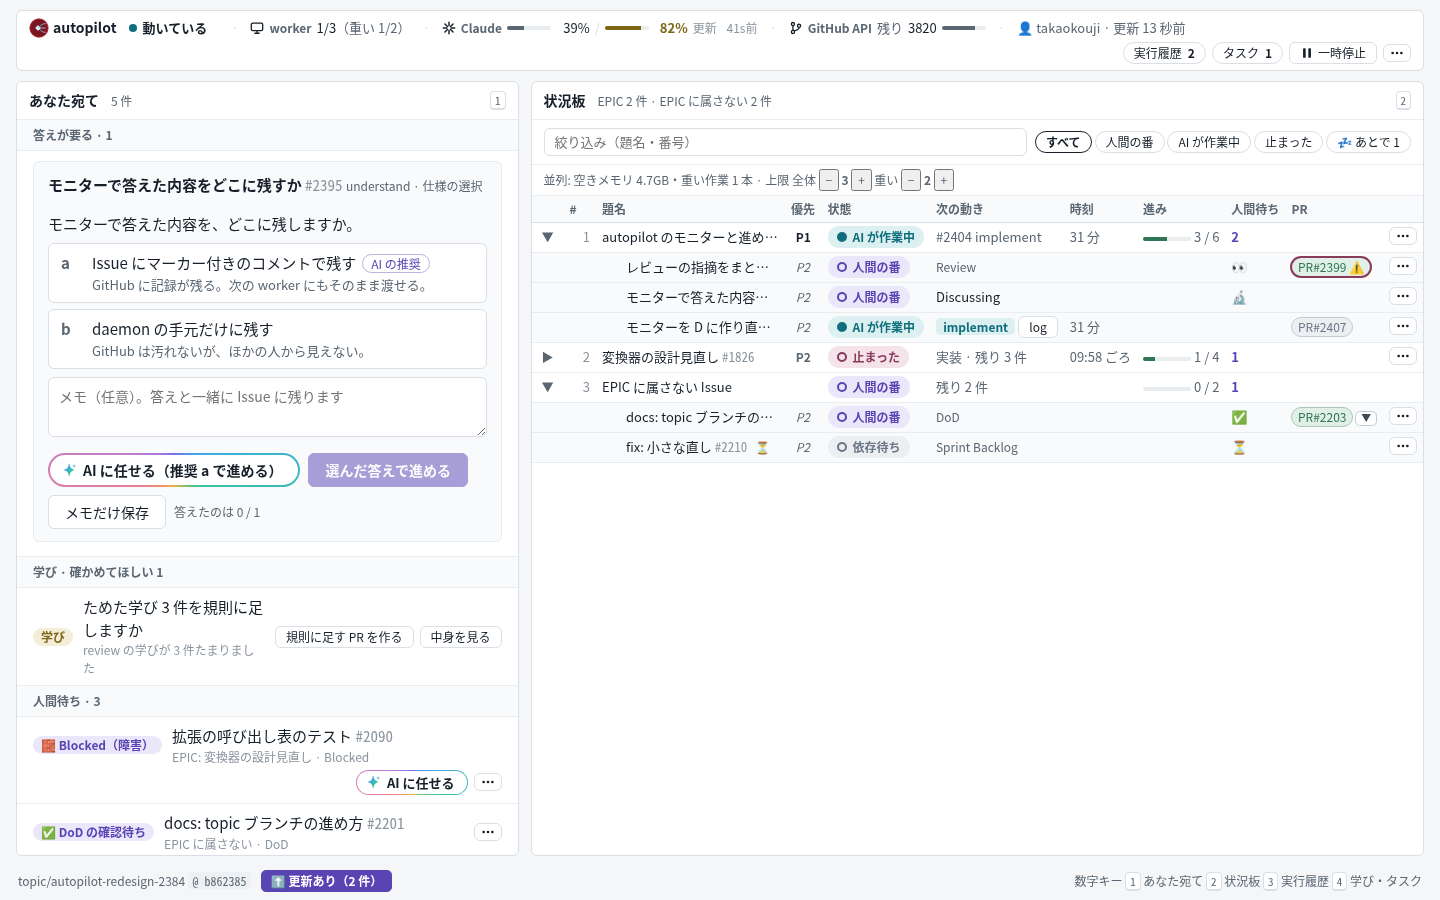 autopilot 動いている · worker 1/3（重い 1/2） · Claude 39% / 82% 更新 41s前 · GitHub API 残り 3820 · 👤 takaokouji · 更新 13 秒前
実行履歴 2 タスク 1 一時停止 •••
あなた宛て 5 件 1
答えが要る · 1
モニターで答えた内容をどこに残すか #2395 understand · 仕様の選択
モニターで答えた内容を、どこに残しますか。
a Issue にマーカー付きのコメントで残す AI の推奨
GitHub に記録が残る。次の worker にもそのまま渡せる。
b daemon の手元だけに残す
GitHub は汚れないが、ほかの人から見えない。
メモ（任意）。答えと一緒に Issue に残ります
AI に任せる（推奨 a で進める） 選んだ答えで進める
メモだけ保存 答えたのは 0 / 1
学び · 確かめてほしい 1
学び ためた学び 3 件を規則に足
しますか
review の学びが 3 件たまりまし
た
規則に足す PR を作る 中身を見る
人間待ち · 3
🧱 Blocked（障害） 拡張の呼び出し表のテスト #2090
EPIC: 変換器の設計見直し · Blocked
AI に任せる •••
✅ DoD の確認待ち docs: topic ブランチの進め方 #2201 •••
EPIC に属さない · DoD
状況板 EPIC 2 件 · EPIC に属さない 2 件 2
絞り込み（題名・番号） すべて 人間の番 AI が作業中 止まった 💤 あとで 1
並列: 空きメモリ 4.7GB・重い作業 1 本 · 上限 全体 − 3 + 重い − 2 +
# 題名 優先 状態 次の動き 時刻 進み 人間待ち PR
▼ 1 autopilot のモニターと進め… P1 AI が作業中 #2404 implement 31 分 3 / 6 2 •••
レビューの指摘をまと… P2 人間の番 Review 👀 PR#2399 ⚠️ •••
モニターで答えた内容… P2 人間の番 Discussing 🔬 •••
モニターを D に作り直… P2 AI が作業中 implement log 31 分 PR#2407 •••
▶ 2 変換器の設計見直し #1826 P2 止まった 実装 · 残り 3 件 09:58 ごろ 1 / 4 1 •••
▼ 3 EPIC に属さない Issue 人間の番 残り 2 件 0 / 2 1
docs: topic ブランチの… P2 人間の番 DoD ✅ PR#2203 ▼ •••
fix: 小さな直し #2210 ⏳ P2 依存待ち Sprint Backlog ⏳ •••
topic/autopilot-redesign-2384 @ b862385 ⬆️ 更新あり（2 件） 数字キー 1 あなた宛て 2 状況板 3 実行履歴 4 学び・タスク